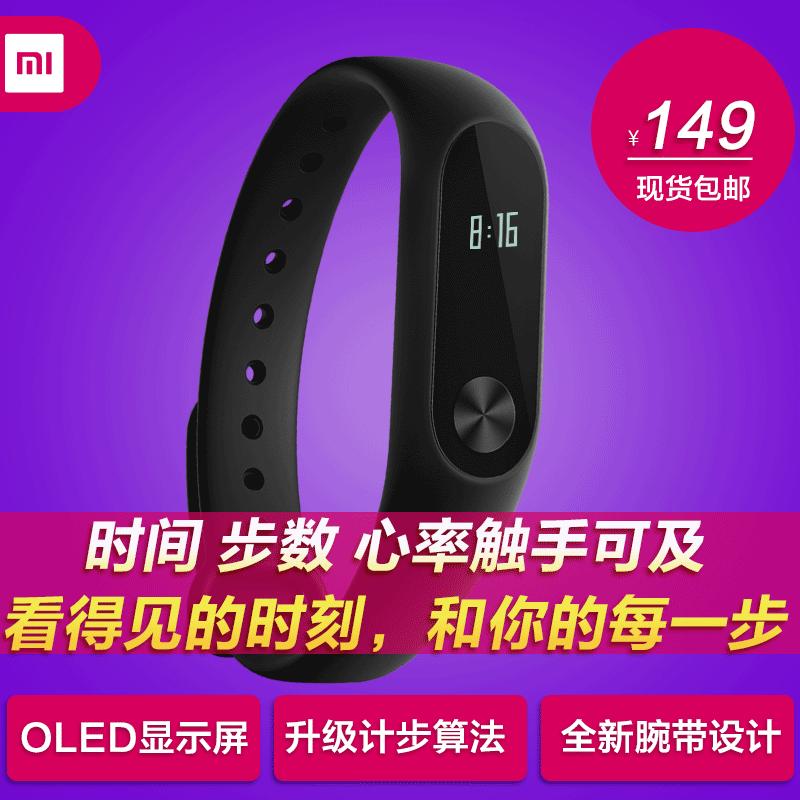 mi
¥149
现货包邮
8:16
时间 步数 心率触手可及
看得见的时刻，和你的每一步
OLED显示屏
升级计步算法
全新腕带设计